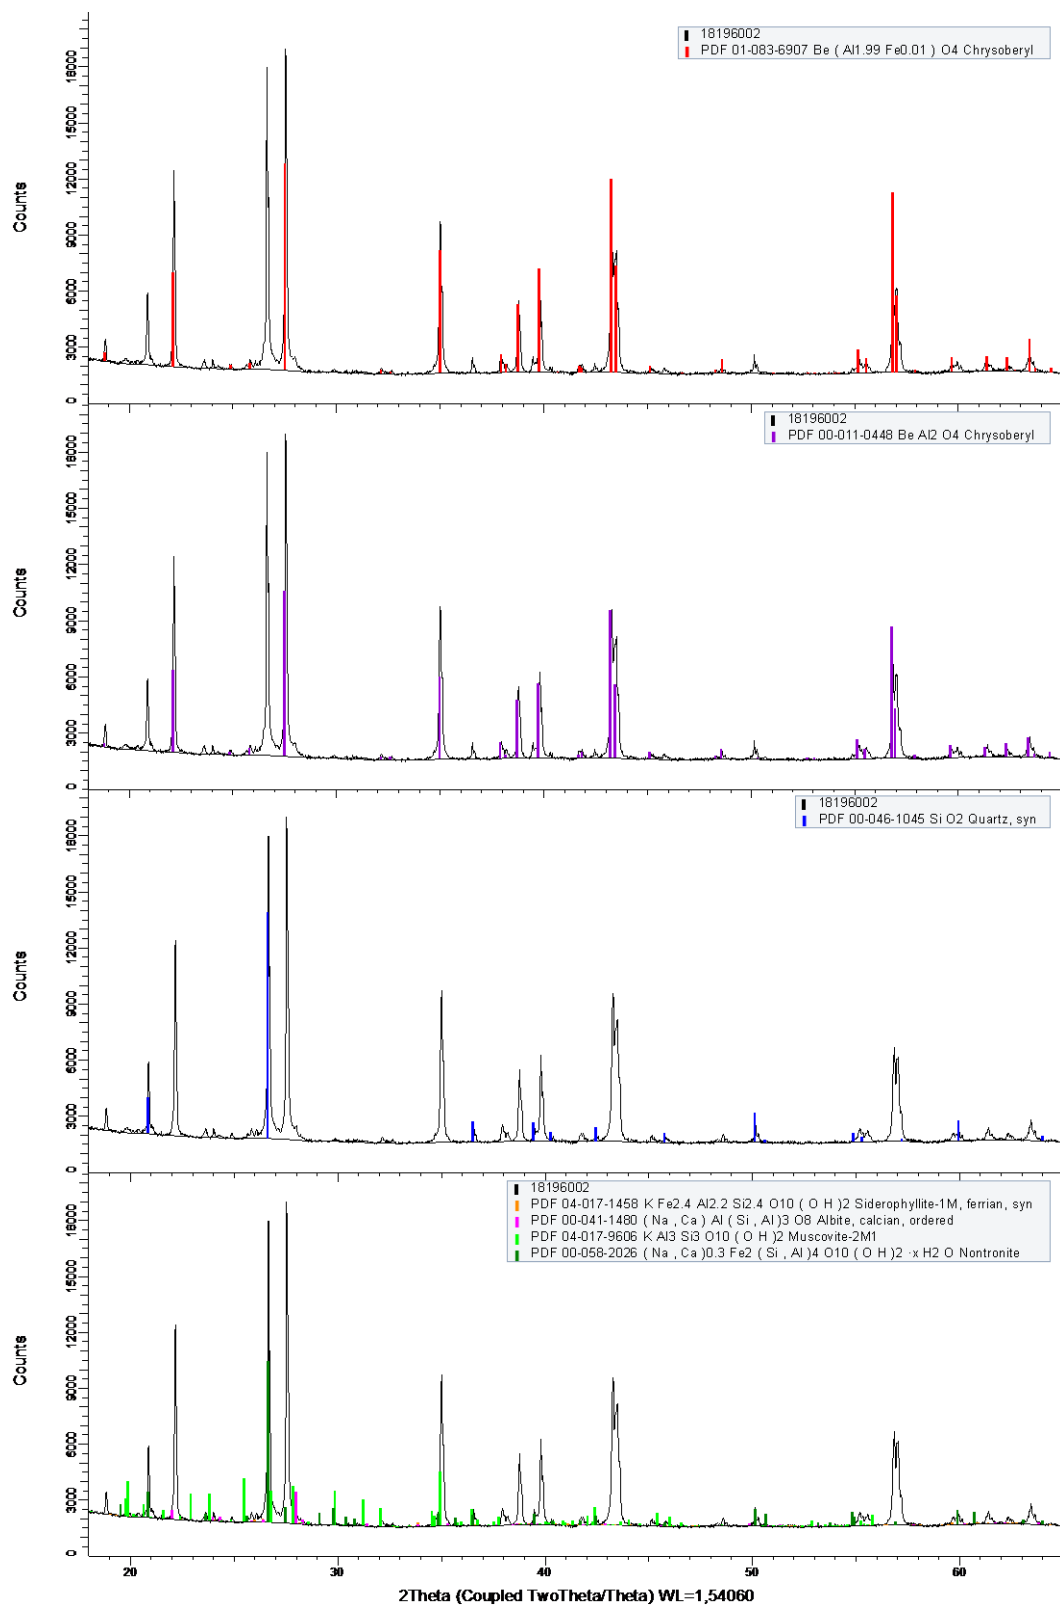 18196002
PDF 01-083-6907 Be ( Al1.99 Fe0.01 ) O4 Chrysoberyl
Counts
18000
15000
12000
9000
6000
3000
0
18196002
PDF 00-011-0448 Be Al2 O4 Chrysoberyl
Counts
18000
15000
12000
9000
6000
3000
0
18196002
PDF 00-046-1045 Si O2 Quartz, syn
Counts
18000
15000
12000
9000
6000
3000
0
18196002
PDF 04-017-1458 K Fe2.4 Al2.2 Si2.4 O10 ( O H )2 Siderophyllite-1M, ferrian, syn
PDF 00-041-1480 ( Na , Ca ) Al ( Si , Al )3 O8 Albite, calcian, ordered
PDF 04-017-9606 K Al3 Si3 O10 ( O H )2 Muscovite-2M1
PDF 00-058-2026 ( Na , Ca )0.3 Fe2 ( Si , Al )4 O10 ( O H )2 ·x H2 O Nontronite
Counts
18000
15000
12000
9000
6000
3000
0
20 30 40 50 60
2Theta (Coupled TwoTheta/Theta) WL=1,54060